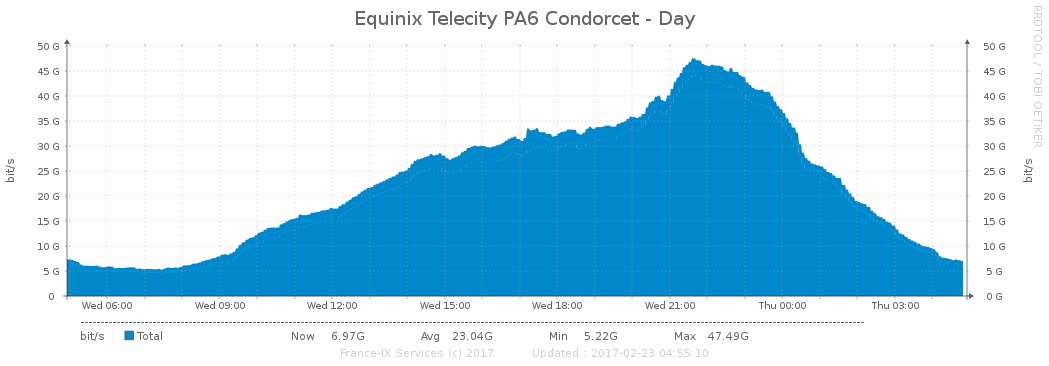 Equinix Telecity PA6 Condorcet - Day
RRDTOOL / TOBI OETIKER
bit/s
50 G
45 G
40 G
35 G
30 G
25 G
20 G
15 G
10 G
5 G
0
50 G
45 G
40 G
35 G
30 G
25 G
20 G
15 G
10 G
5 G
0 G
bit/s
Wed 06:00 Wed 09:00 Wed 12:00 Wed 15:00 Wed 18:00 Wed 21:00 Thu 00:00 Thu 03:00
bit/s Total Now 6.97G Avg 23.04G Min 5.22G Max 47.49G
France-IX Services (c) 2017 Updated : 2017-02-23 04:55:10